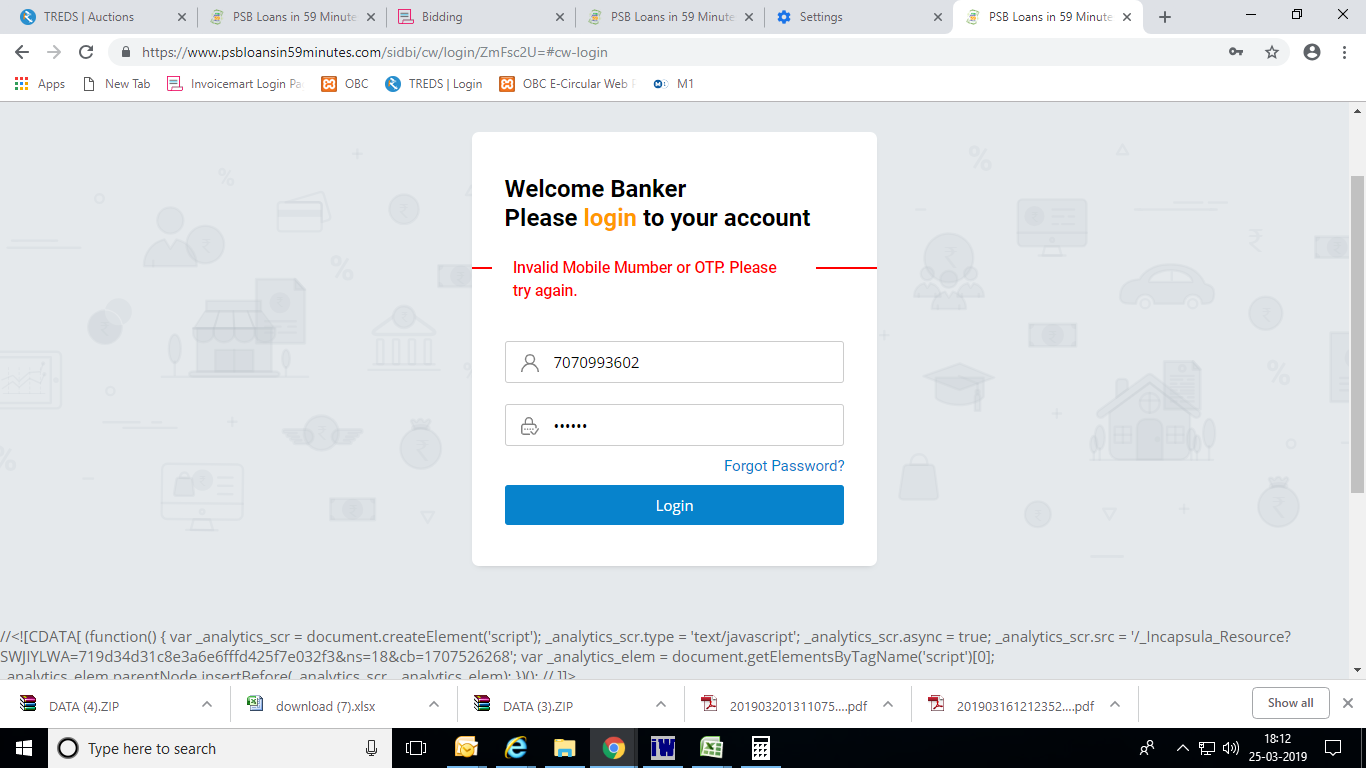 TREDS | Auctions
PSB Loans in 59 Minute
Bidding
PSB Loans in 59 Minute
Settings
PSB Loans in 59 Minute
https://www.psbloansin59minutes.com/sidbi/cw/login/ZmFsc2U=#cw-login
Apps
New Tab
Invoicemart Login Pa
OBC
TREDS | Login
OBC E-Circular Web P
M1
Welcome Banker
Please login to your account
Invalid Mobile Mumber or OTP. Please
try again.
7070993602
••••••
Forgot Password?
Login
//<![CDATA[ (function() { var _analytics_scr = document.createElement('script'); _analytics_scr.type = 'text/javascript'; _analytics_scr.async = true; _analytics_scr.src = '/_Incapsula_Resource?
SWJIYLWA=719d34d31c8e3a6e6fffd425f7e032f3&ns=18&cb=1707526268'; var _analytics_elem = document.getElementsByTagName('script')[0];
_analytics_elem.parentNode.insertBefore(_analytics_scr, _analytics_elem); })(); // ]]>
DATA (4).ZIP
download (7).xlsx
DATA (3).ZIP
201903201311075....pdf
201903161212352....pdf
Show all
Type here to search
18:12
25-03-2019